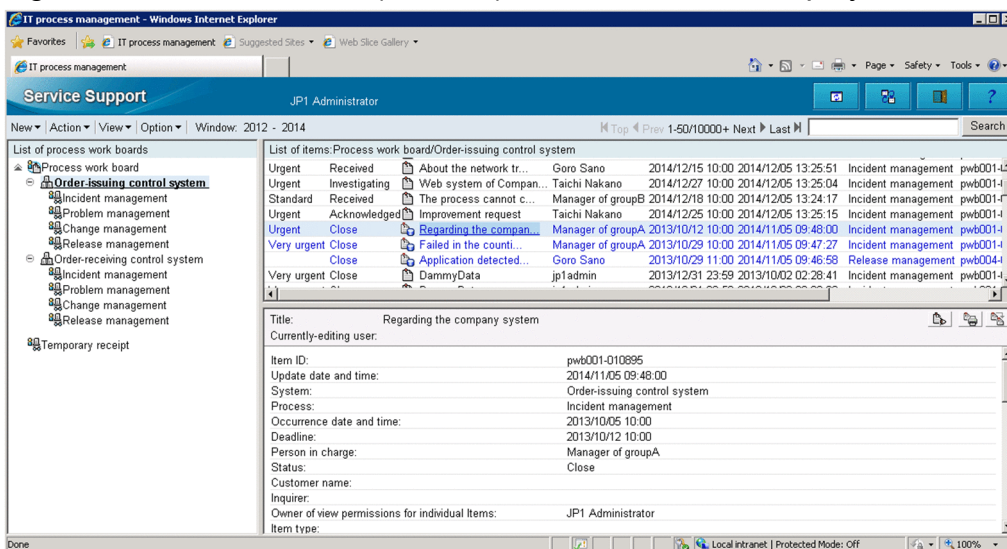 IT process management - Windows Internet Explorer
Favorites IT process management Suggested Sites Web Slice Gallery
IT process management Page Safety Tools
Service Support JP1 Administrator
New Action View Option Window: 2012 - 2014 Top Prev 1-50/10000+ Next Last Search
List of process work boards
Process work board
Order-issuing control system
Incident management
Problem management
Change management
Release management
Order-receiving control system
Incident management
Problem management
Change management
Release management
Temporary receipt
List of items:Process work board/Order-issuing control system
Urgent Received About the network tr... Goro Sano 2014/12/15 10:00 2014/12/05 13:25:51 Incident management pwb001-
Urgent Investigating Web system of Compan... Taichi Nakano 2014/12/27 10:00 2014/12/05 13:25:04 Incident management pwb001-
Standard Received The process cannot c... Manager of groupB 2014/12/18 10:00 2014/12/05 13:24:17 Incident management pwb001-
Urgent Acknowledged Improvement request Taichi Nakano 2014/12/25 10:00 2014/12/05 13:25:15 Incident management pwb001-
Urgent Close Regarding the compan... Manager of groupA 2013/10/12 10:00 2014/11/05 09:48:00 Incident management pwb001-
Very urgent Close Failed in the counti... Manager of groupA 2013/10/29 10:00 2014/11/05 09:47:27 Incident management pwb001-
Close Application detected... Goro Sano 2013/10/29 11:00 2014/11/05 09:46:58 Release management pwb004-
Very urgent Close DammyData jp1admin 2013/12/31 23:59 2013/10/02 02:28:41 Incident management pwb001-
Title: Regarding the company system
Currently-editing user:
Item ID: pwb001-010895
Update date and time: 2014/11/05 09:48:00
System: Order-issuing control system
Process: Incident management
Occurrence date and time: 2013/10/05 10:00
Deadline: 2013/10/12 10:00
Person in charge: Manager of groupA
Status: Close
Customer name:
Inquirer:
Owner of view permissions for individual Items: JP1 Administrator
Item type:
Done Local intranet | Protected Mode: Off 100%